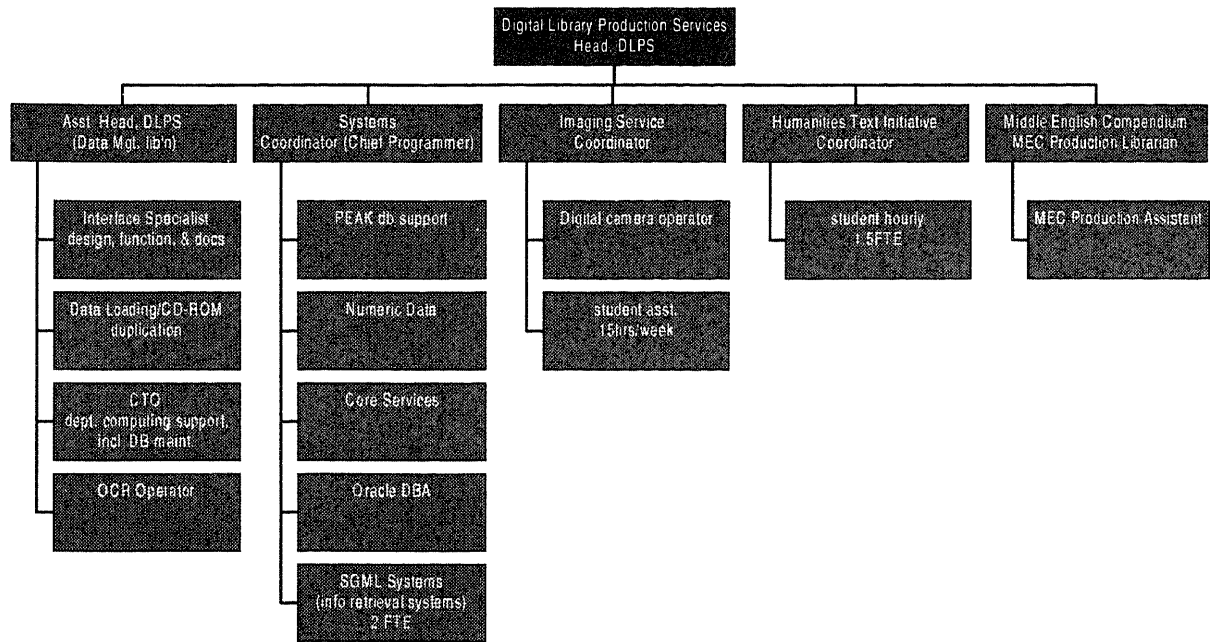 Digital Library Production Services
Head, DLPS
Asst. Head, DLPS
(Data Mgt. lib'n)
Interface Specialist
design, function, & docs
Data Loading/CD-ROM
duplication
CTO
dept. computing support,
incl. DB maint.
OCR Operator
Systems
Coordinator (Chief Programmer)
PEAK db support
Numeric Data
Core Services
Oracle DBA
SGML Systems
(info retrieval systems)
2 FTE
Imaging Service
Coordinator
Digital camera operator
student asst.
15hrs/week
Humanities Text Initiative
Coordinator
student hourly
1.5FTE
Middle English Compendium
MEC Production Librarian
MEC Production Assistant